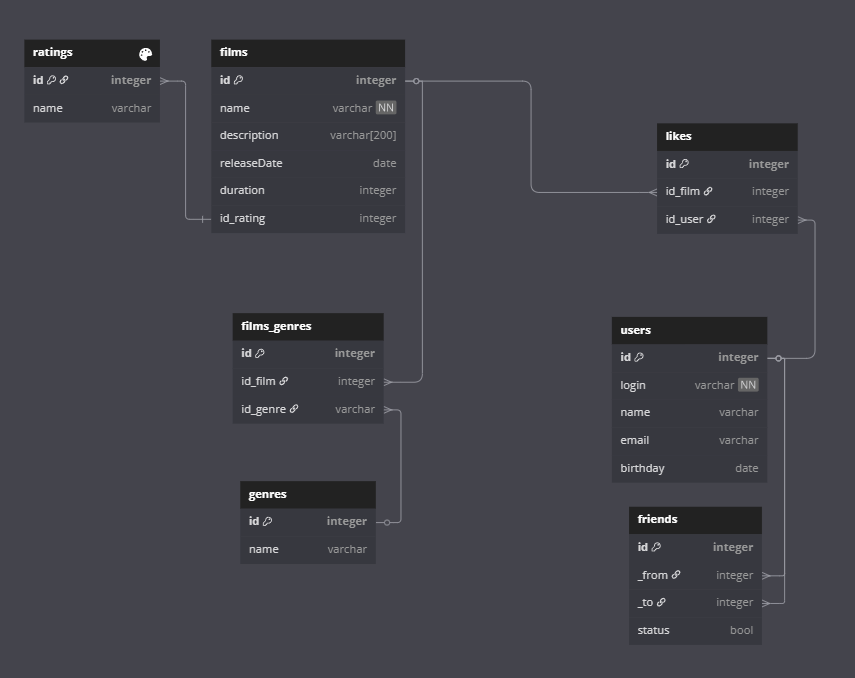 ratings
id integer
name varchar
films
id integer
name varchar NN
description varchar[200]
releaseDate date
duration integer
id_rating integer
likes
id integer
id_film integer
id_user integer
films_genres
id integer
id_film integer
id_genre varchar
users
id integer
login varchar NN
name varchar
email varchar
birthday date
genres
id integer
name varchar
friends
id integer
_from integer
_to integer
status bool